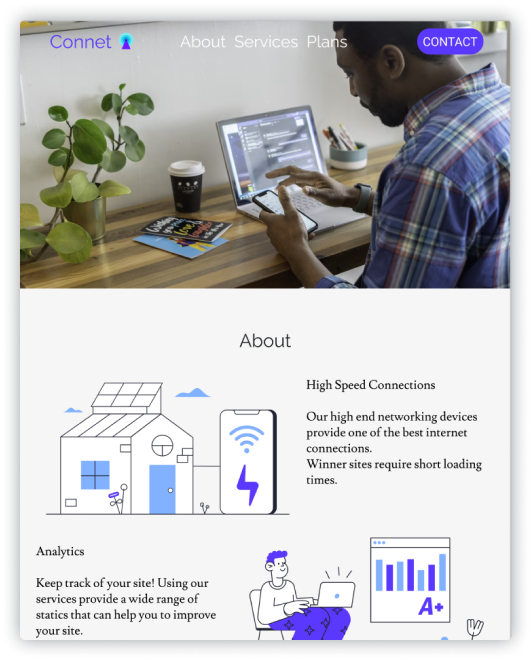 Connet
About Services Plans
CONTACT
About
High Speed Connections
Our high end networking devices
provide one of the best internet
connections.
Winner sites require short loading
times.
Analytics
Keep track of your site! Using our
services provide a wide range of
statics that can help you to improve
your site.
A+